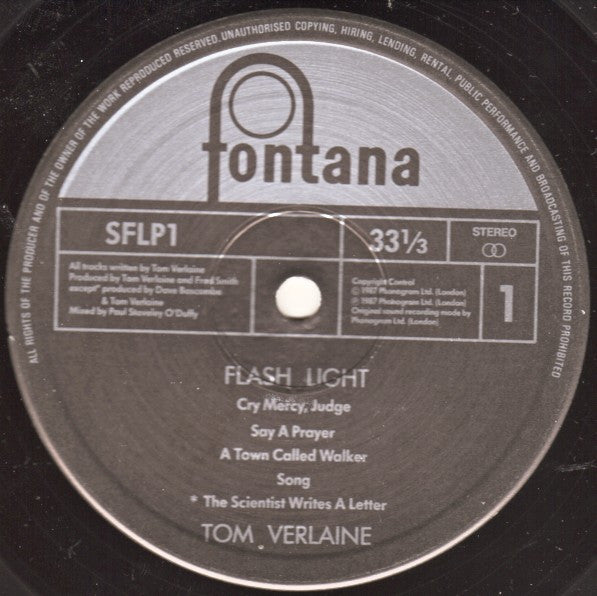 ALL RIGHTS OF THE PRODUCER AND OF THE OWNER OF THE WORK REPRODUCED RESERVED. UNAUTHORISED COPYING, HIRING, LENDING, RENTAL, PUBLIC PERFORMANCE AND BROADCASTING OF THIS RECORD PROHIBITED
fontana
SFLP1
33 1/3
STEREO
All tracks written by Tom Verlaine
Produced by Tom Verlaine and Fred Smith
except* produced by Dave Bascombe
& Tom Verlaine
Mixed by Paul Staveley O'Duffy
Copyright Control
© 1987 Phonogram Ltd. (London)
℗ 1987 Phonogram Ltd. (London)
Original sound recording made by
Phonogram Ltd. (London)
1
FLASH LIGHT
Cry Mercy, Judge
Say A Prayer
A Town Called Walker
Song
* The Scientist Writes A Letter
TOM VERLAINE